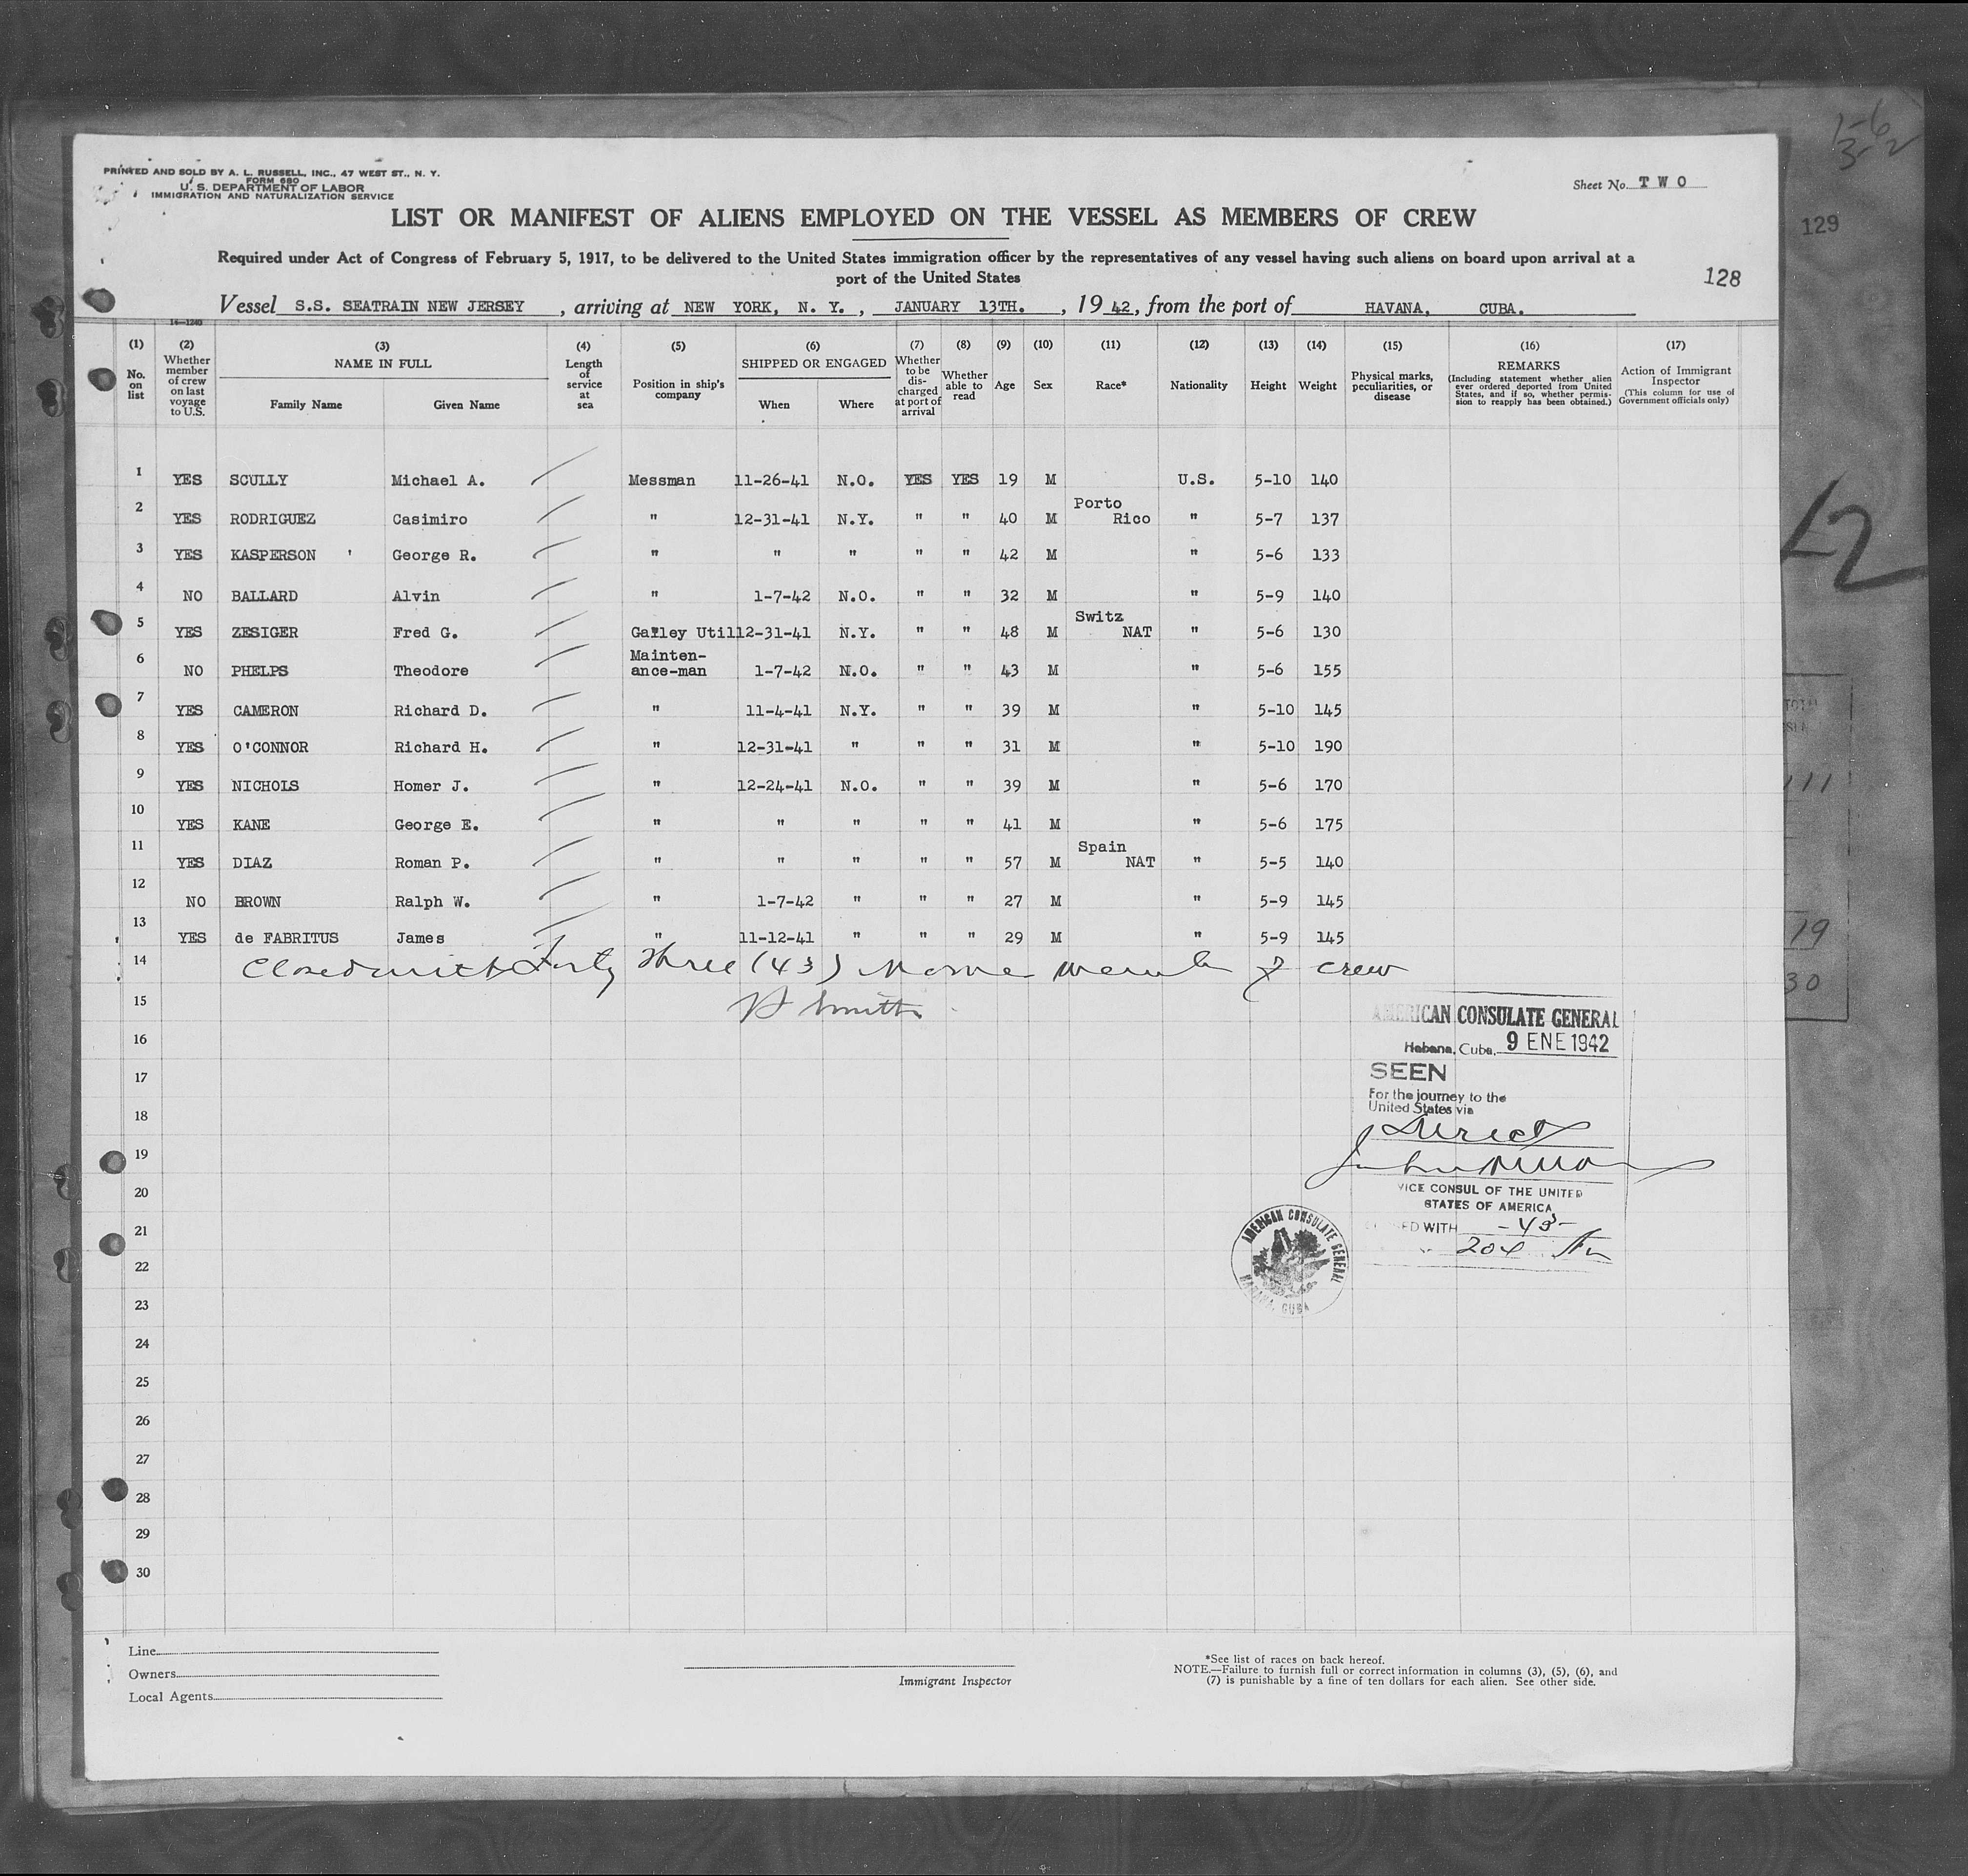 PRINTED AND SOLD BY A. L. RUSSELL, INC., 47 WEST ST., N. Y.
FORM 680
U. S. DEPARTMENT OF LABOR
IMMIGRATION AND NATURALIZATION SERVICE
Sheet No. TWO
129
LIST OR MANIFEST OF ALIENS EMPLOYED ON THE VESSEL AS MEMBERS OF CREW
Required under Act of Congress of February 5, 1917, to be delivered to the United States immigration officer by the representatives of any vessel having such aliens on board upon arrival at a
port of the United States
128
Vessel S.S. SEATRAIN NEW JERSEY, arriving at NEW YORK, N. Y., JANUARY 13TH., 1942, from the port of HAVANA, CUBA.
14-1240
(1) No. on list
(2) Whether member of crew on last voyage to U.S.
(3) NAME IN FULL Family Name Given Name
(4) Length of service at sea
(5) Position in ship's company
(6) SHIPPED OR ENGAGED When Where
(7) Whether to be discharged at port of arrival
(8) Whether able to read
(9) Age
(10) Sex
(11) Race*
(12) Nationality
(13) Height
(14) Weight
(15) Physical marks, peculiarities, or disease
(16) REMARKS (Including statement whether alien ever ordered deported from United States, and if so, whether permission to reapply has been obtained.)
(17) Action of Immigrant Inspector (This column for use of Government officials only)
1 YES SCULLY Michael A. Messman 11-26-41 N.O. YES YES 19 M U.S. 5-10 140
2 YES RODRIGUEZ Casimiro " 12-31-41 N.Y. " " 40 M Porto Rico " 5-7 137
3 YES KASPERSON ' George R. " " " " " 42 M " 5-6 133
4 NO BALLARD Alvin " 1-7-42 N.O. " " 32 M " 5-9 140
5 YES ZESIGER Fred G. Galley Util 12-31-41 N.Y. " " 48 M Switz NAT " 5-6 130
6 NO PHELPS Theodore Mainten-ance-man 1-7-42 N.O. " " 43 M " 5-6 155
7 YES CAMERON Richard D. " 11-4-41 N.Y. " " 39 M " 5-10 145
8 YES O'CONNOR Richard H. " 12-31-41 " " " 31 M " 5-10 190
9 YES NICHOLS Homer J. " 12-24-41 N.O. " " 39 M " 5-6 170
10 YES KANE George E. " " " " " 41 M " 5-6 175
11 YES DIAZ Roman P. " " " " " 57 M Spain NAT " 5-5 140
12 NO BROWN Ralph W. " 1-7-42 " " " 27 M " 5-9 145
13 YES de FABRITUS James " 11-12-41 " " " 29 M " 5-9 145
14 Closed with Forty Three (43) crew
15 Smith
16
17
18
19
20
21
22
23
24
25
26
27
28
29
30
AMERICAN CONSULATE GENERAL
Habana, Cuba, 9 ENE 1942
SEEN
For the journey to the
United States via
Direct
VICE CONSUL OF THE UNITED
STATES OF AMERICA
WITH -43-
204
AMERICAN CONSULATE GENERAL
HABANA, CUBA
Line
Owners
Local Agents
Immigrant Inspector
*See list of races on back hereof.
NOTE.—Failure to furnish full or correct information in columns (3), (5), (6), and
(7) is punishable by a fine of ten dollars for each alien. See other side.